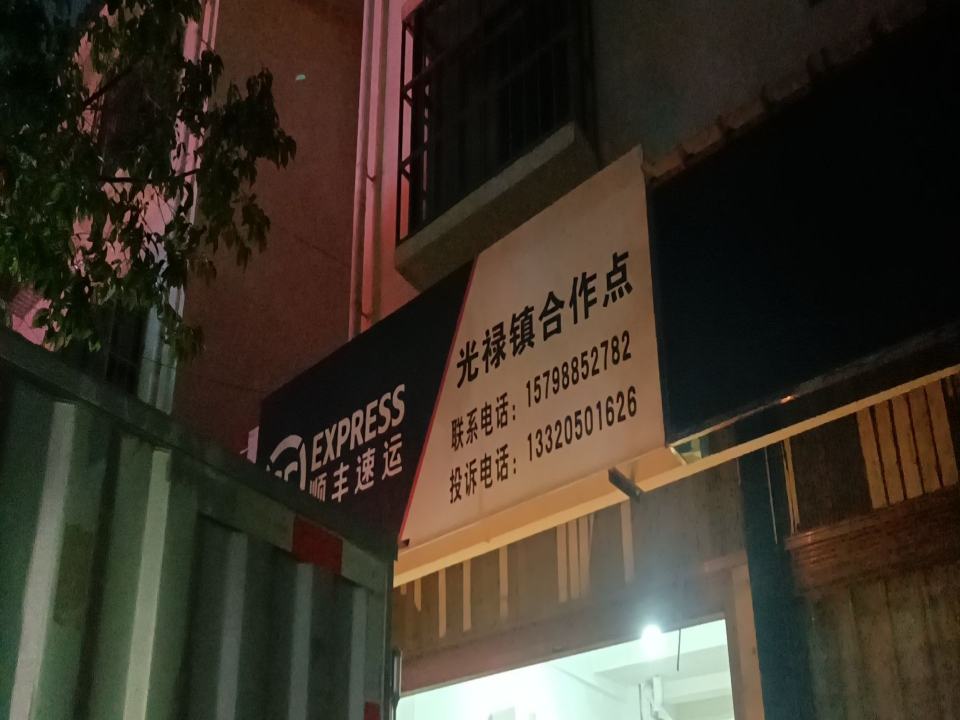 EXPRESS
顺丰速运
光禄镇合作点
联系电话：15798852782
投诉电话：13320501626